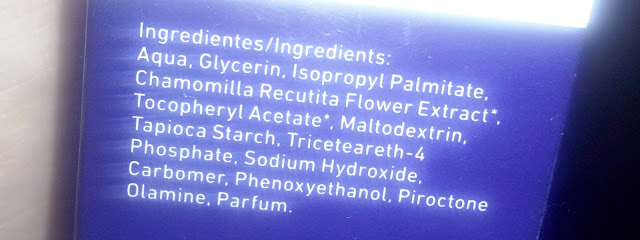 Ingredientes/Ingredients:
Aqua, Glycerin, Isopropyl Palmitate,
Chamomilla Recutita Flower Extract*,
Tocopheryl Acetate*, Maltodextrin,
Tapioca Starch, Triceteareth-4
Phosphate, Sodium Hydroxide,
Carbomer, Phenoxyethanol, Piroctone
Olamine, Parfum.